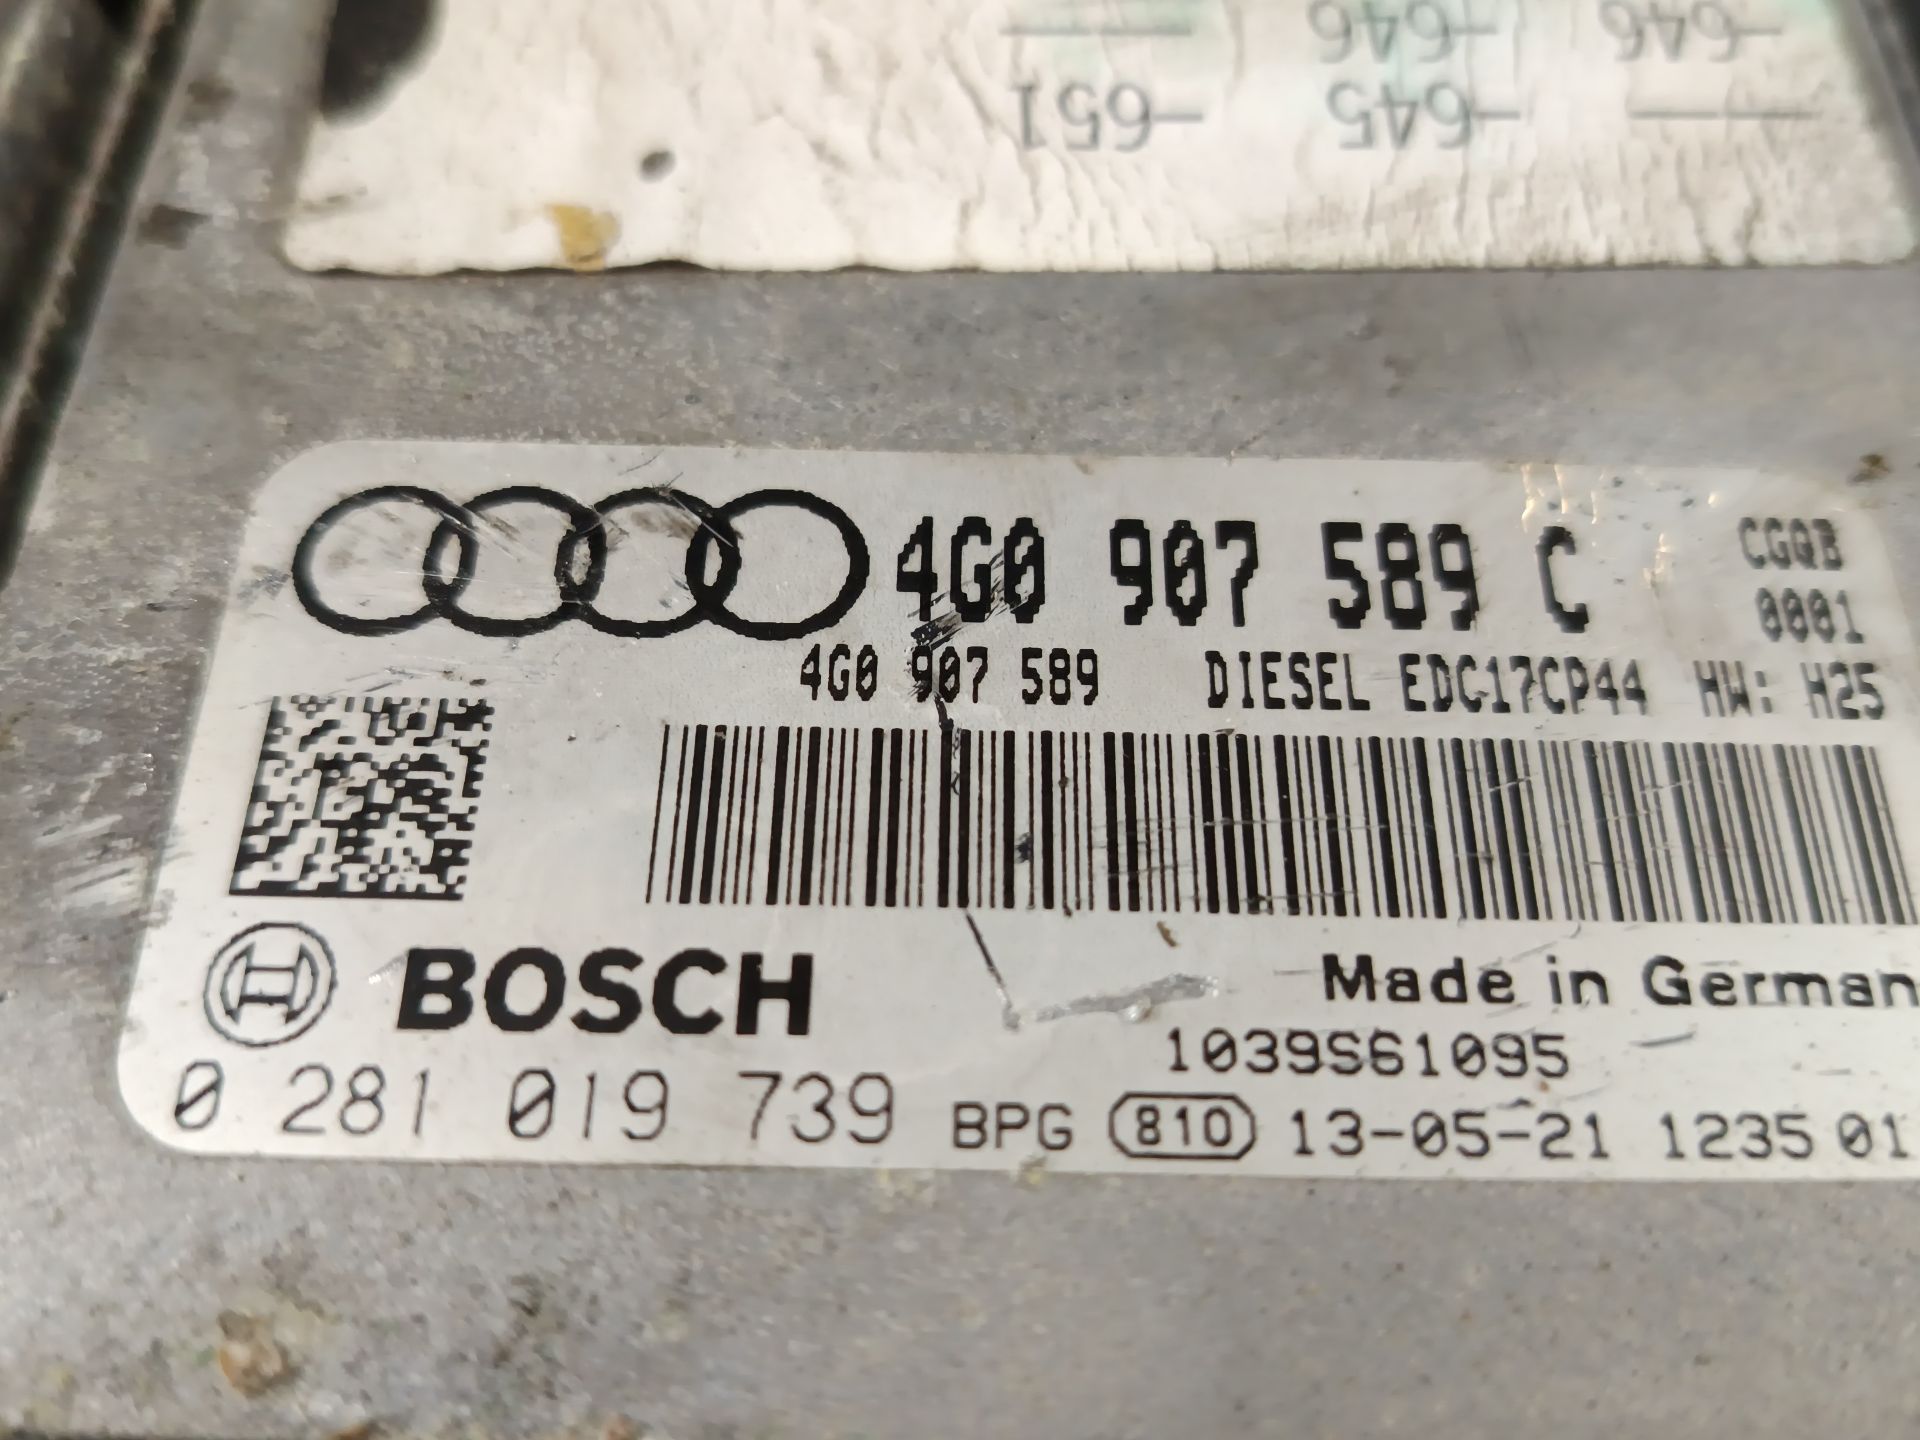 -646 -646
-645 -651
4G0 907 589 C CGQB
0001
4G0 907 589 DIESEL EDC17CP44 HW: H25
BOSCH Made in German
1039S61095
0 281 019 739 BPG 810 13-05-21 1235 01